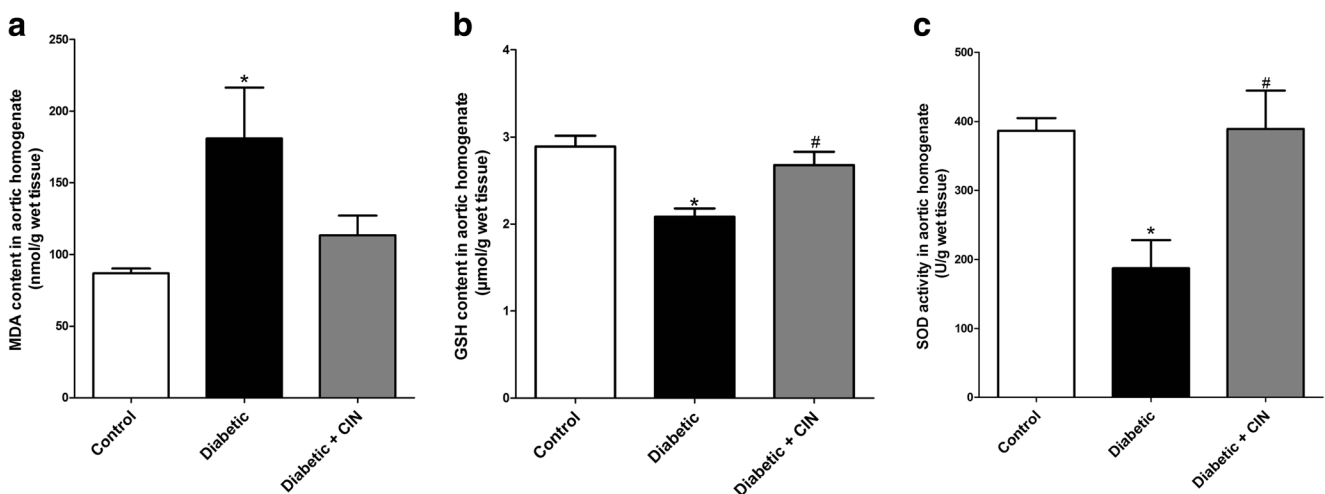 a
MDA content in aortic homogenate
(nmol/g wet tissue)
300
250
200
150
100
50
0
*
Control
Diabetic
Diabetic + CIN
b
GSH content in aortic homogenate
(µmol/g wet tissue)
4
3
2
1
0
*
#
Control
Diabetic
Diabetic + CIN
c
SOD activity in aortic homogenate
(U/g wet tissue)
500
400
300
200
100
0
*
#
Control
Diabetic
Diabetic + CIN